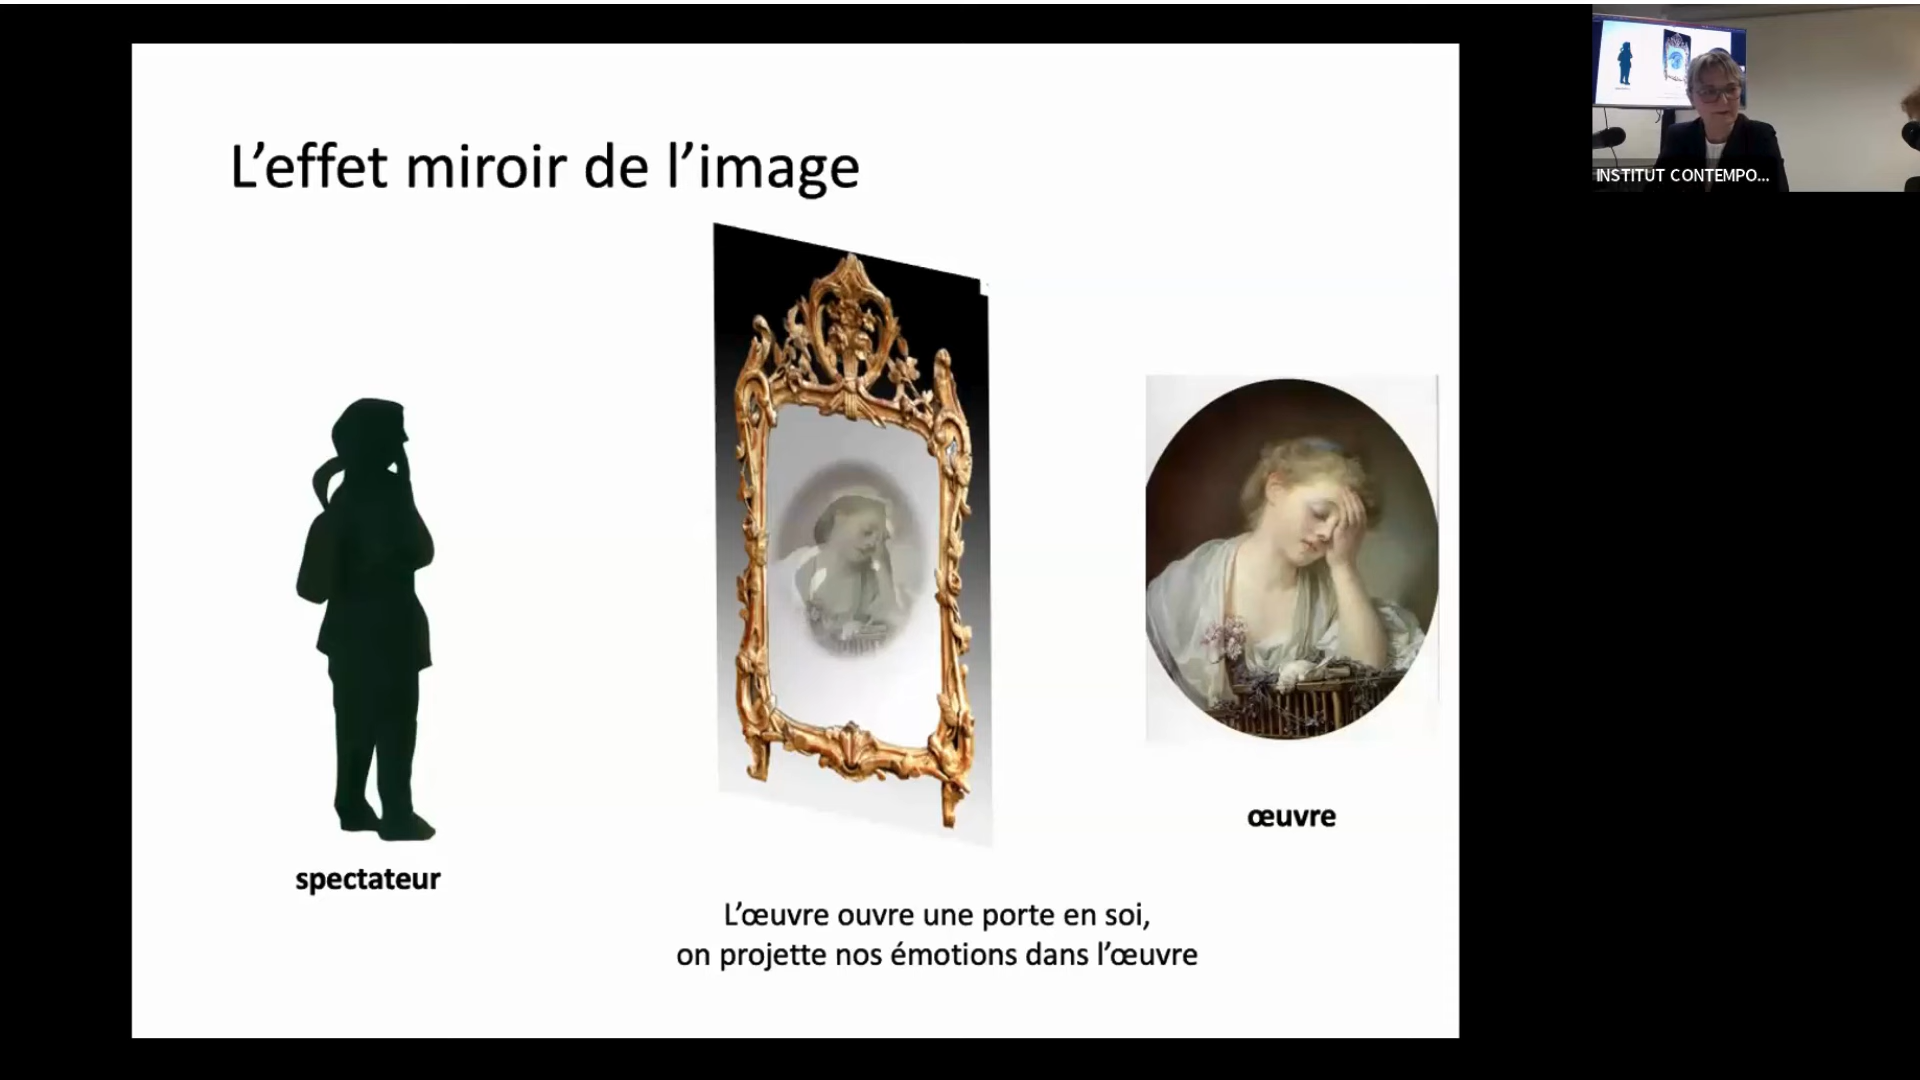 L’effet miroir de l’image
INSTITUT CONTEMPO...
œuvre
spectateur
L’œuvre ouvre une porte en soi,
on projette nos émotions dans l’œuvre